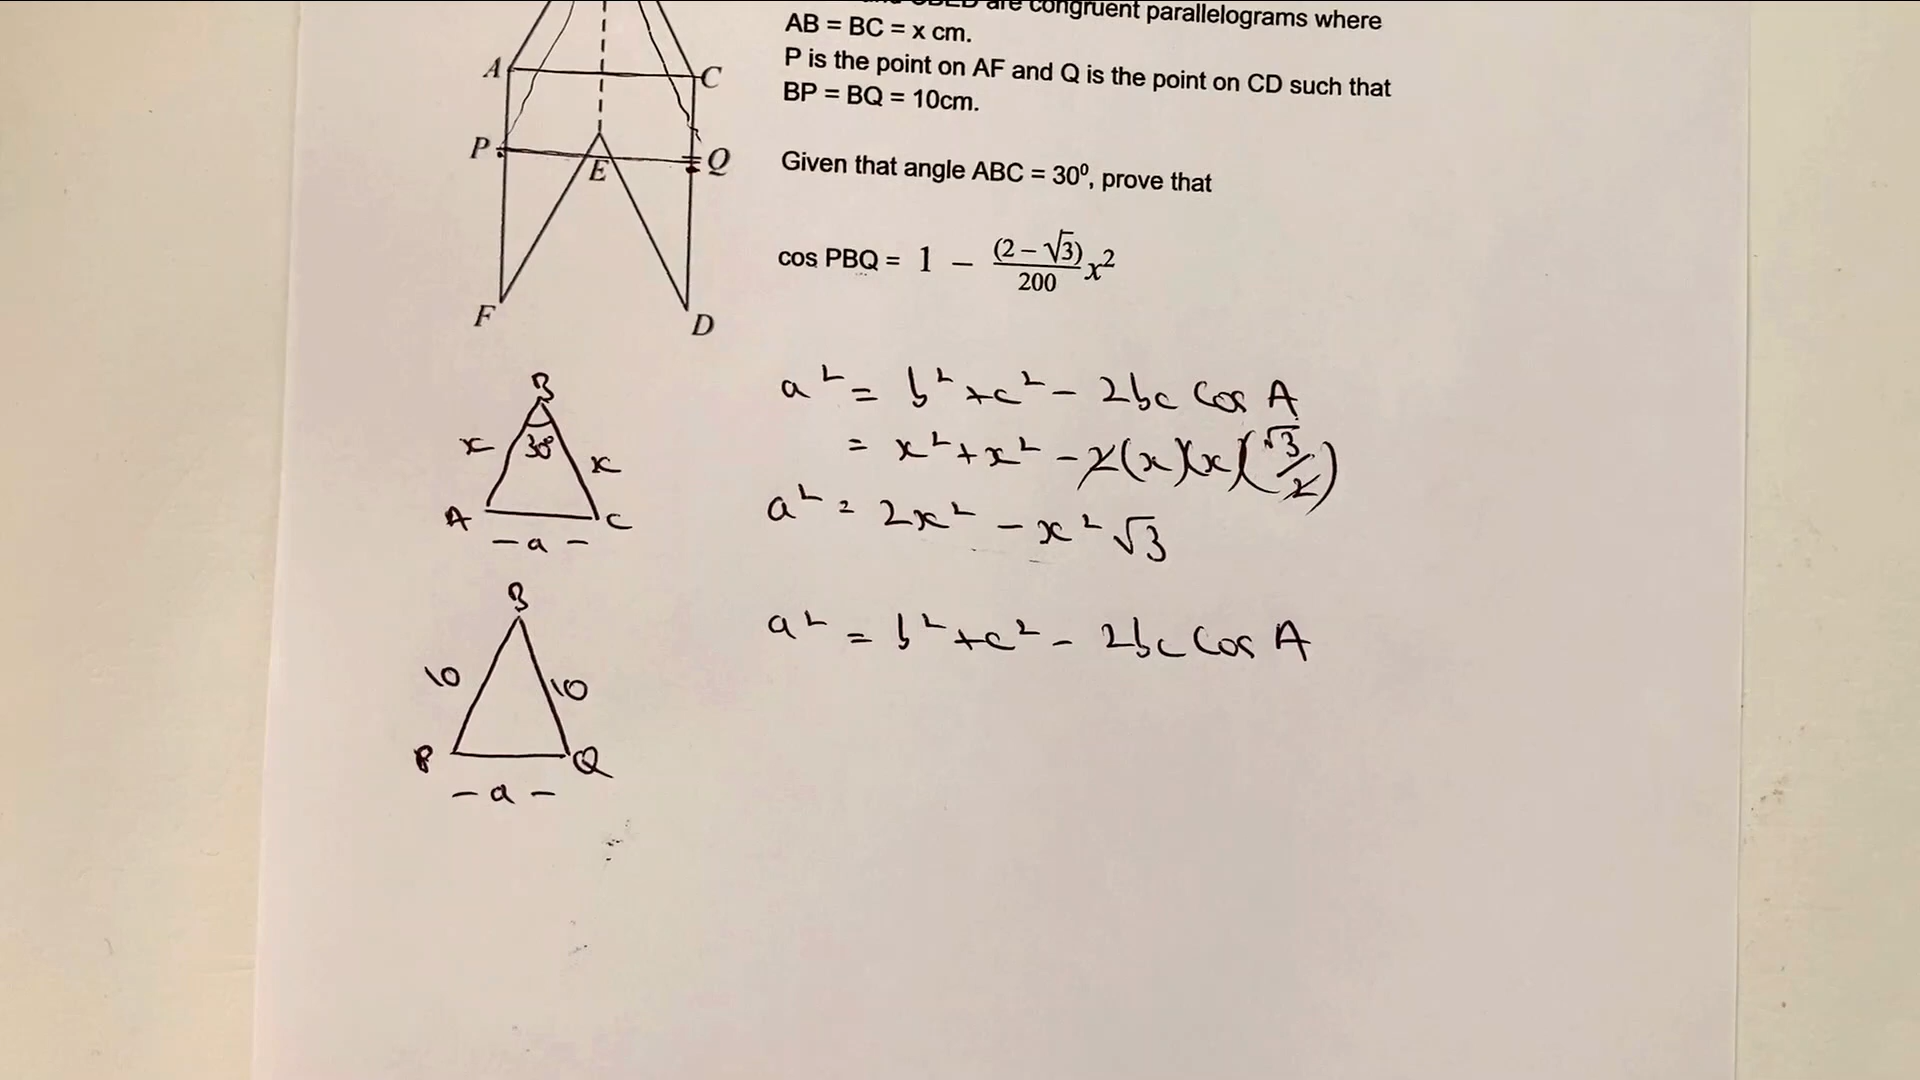 CBED are congruent parallelograms where
AB = BC = x cm.
P is the point on AF and Q is the point on CD such that
BP = BQ = 10cm.
Given that angle ABC = 30⁰, prove that
cos PBQ = 1 − (2 − √3)/200 x²
A
C
P
Q
E
F
D
B
x 30° x
A C
– a –
a² = b² + c² – 2bc Cos A
= x² + x² – 2(x)(x)(√3/2)
a² = 2x² – x²√3
B
10 10
P Q
– a –
a² = b² + c² – 2bc Cos A